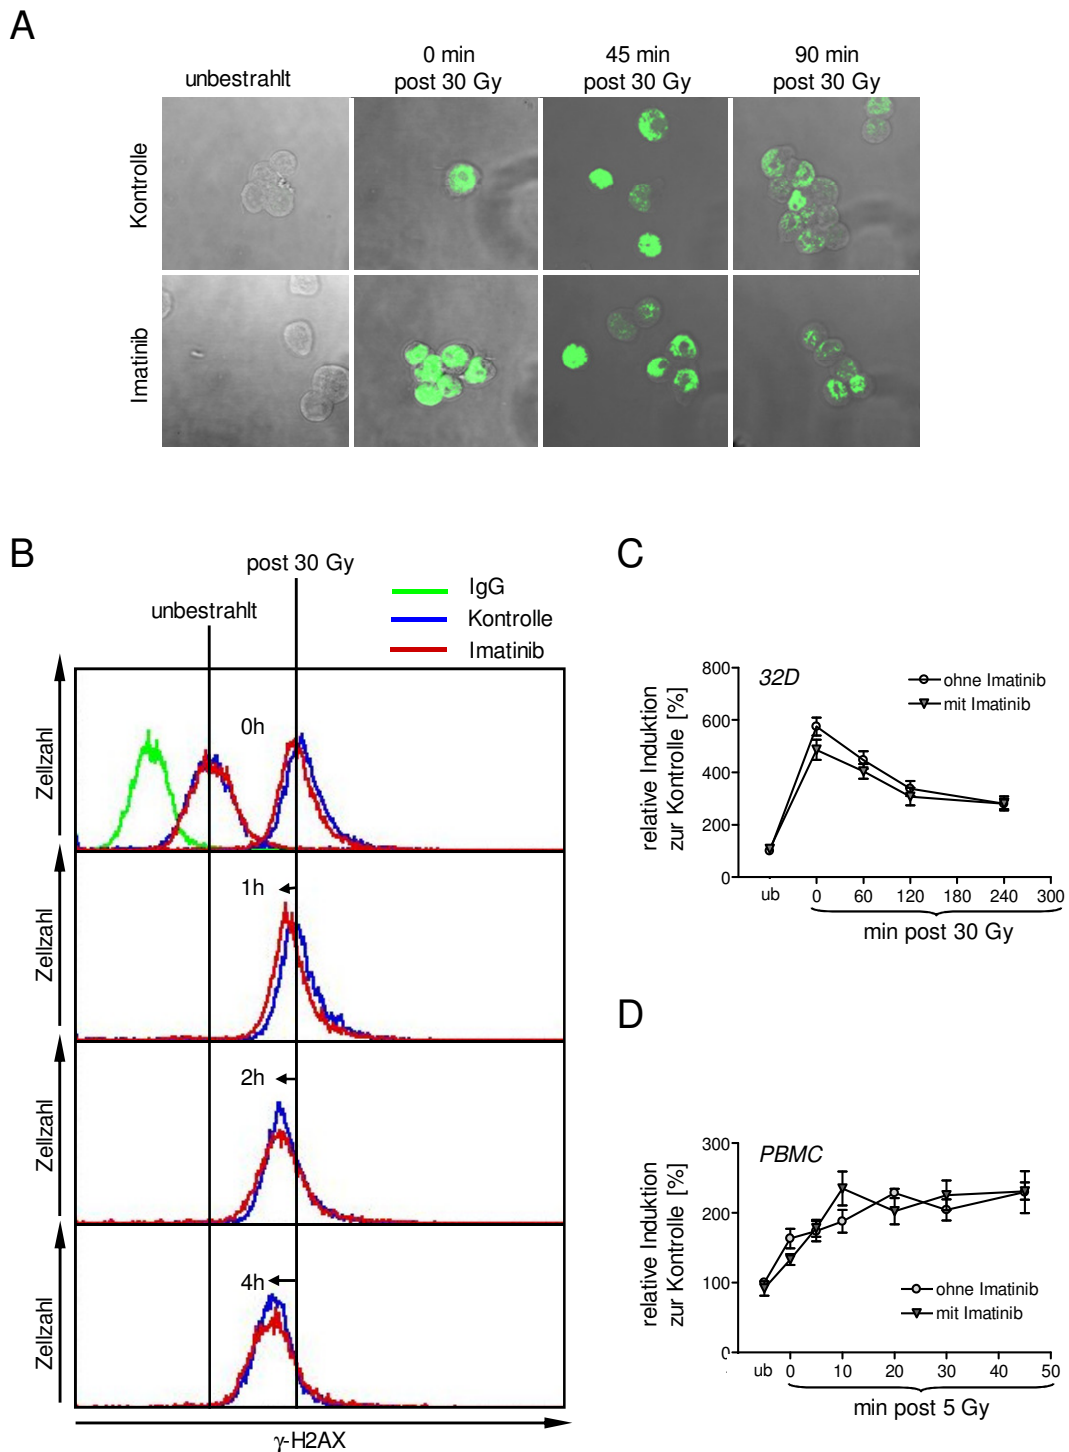 A
unbestrahlt
0 min
post 30 Gy
45 min
post 30 Gy
90 min
post 30 Gy
Kontrolle
Imatinib
B
post 30 Gy
unbestrahlt
IgG
Kontrolle
Imatinib
Zellzahl
0h
Zellzahl
1h
Zellzahl
2h
Zellzahl
4h
γ-H2AX
C
relative Induktion
zur Kontrolle [%]
800
600
400
200
0
32D
ohne Imatinib
mit Imatinib
ub 0 60 120 180 240 300
min post 30 Gy
D
relative Induktion
zur Kontrolle [%]
300
200
100
0
PBMC
ohne Imatinib
mit Imatinib
ub 0 10 20 30 40 50
min post 5 Gy